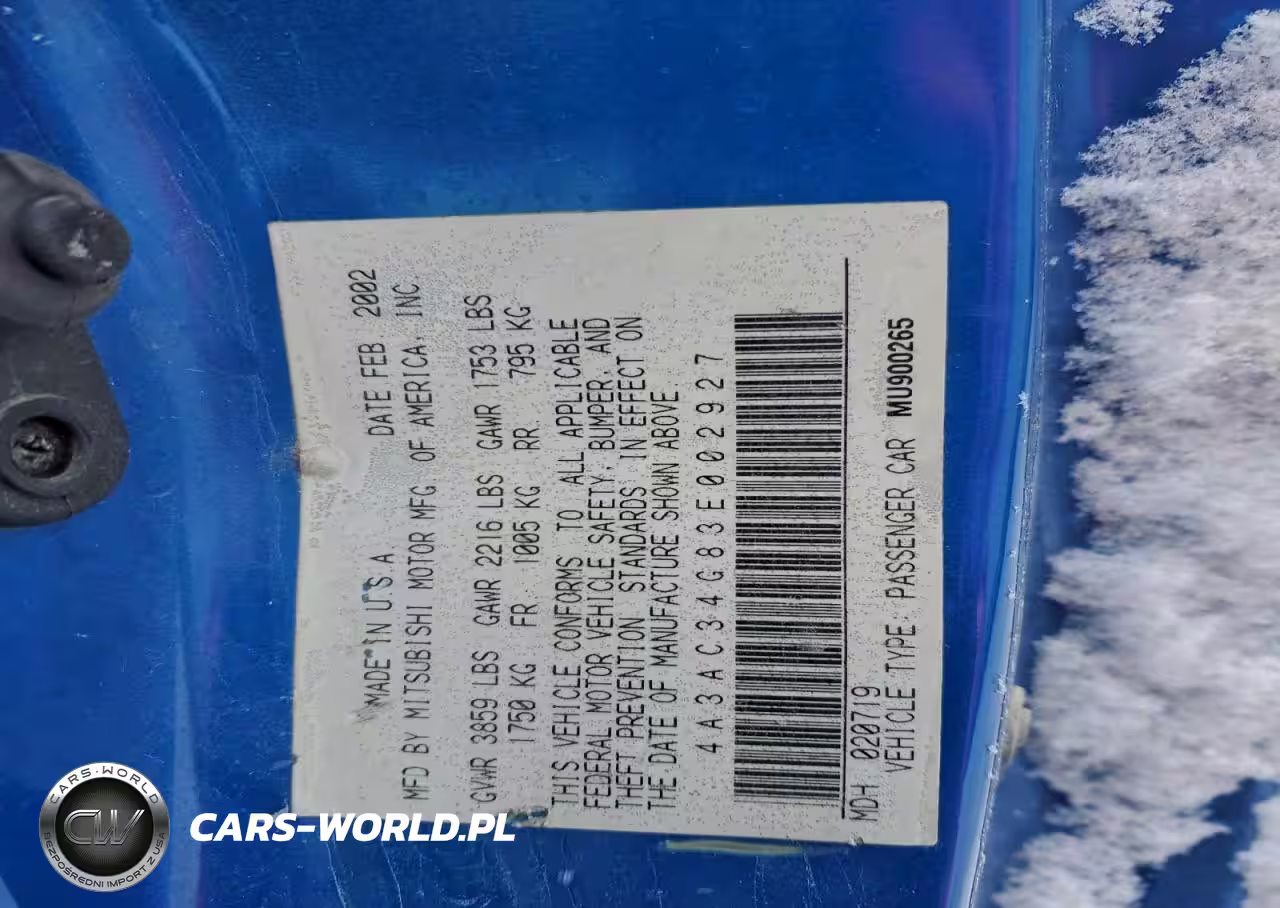 MADE IN U S A DATE FEB 2002
MFD BY MITSUBISHI MOTOR MFG OF AMERICA, INC
GVWR 3859 LBS GAWR 2216 LBS GAWR 1753 LBS
1750 KG FR. 1005 KG RR. 795 KG
THIS VEHICLE CONFORMS TO ALL APPLICABLE
FEDERAL MOTOR VEHICLE SAFETY, BUMPER, AND
THEFT PREVENTION STANDARDS IN EFFECT ON
THE DATE OF MANUFACTURE SHOWN ABOVE.
4A3AC34G83E002927
MDH 020719
VEHICLE TYPE: PASSENGER CAR MU900265
CARS-WORLD
CW
BEZPOŚREDNI IMPORT Z USA
CARS-WORLD.PL